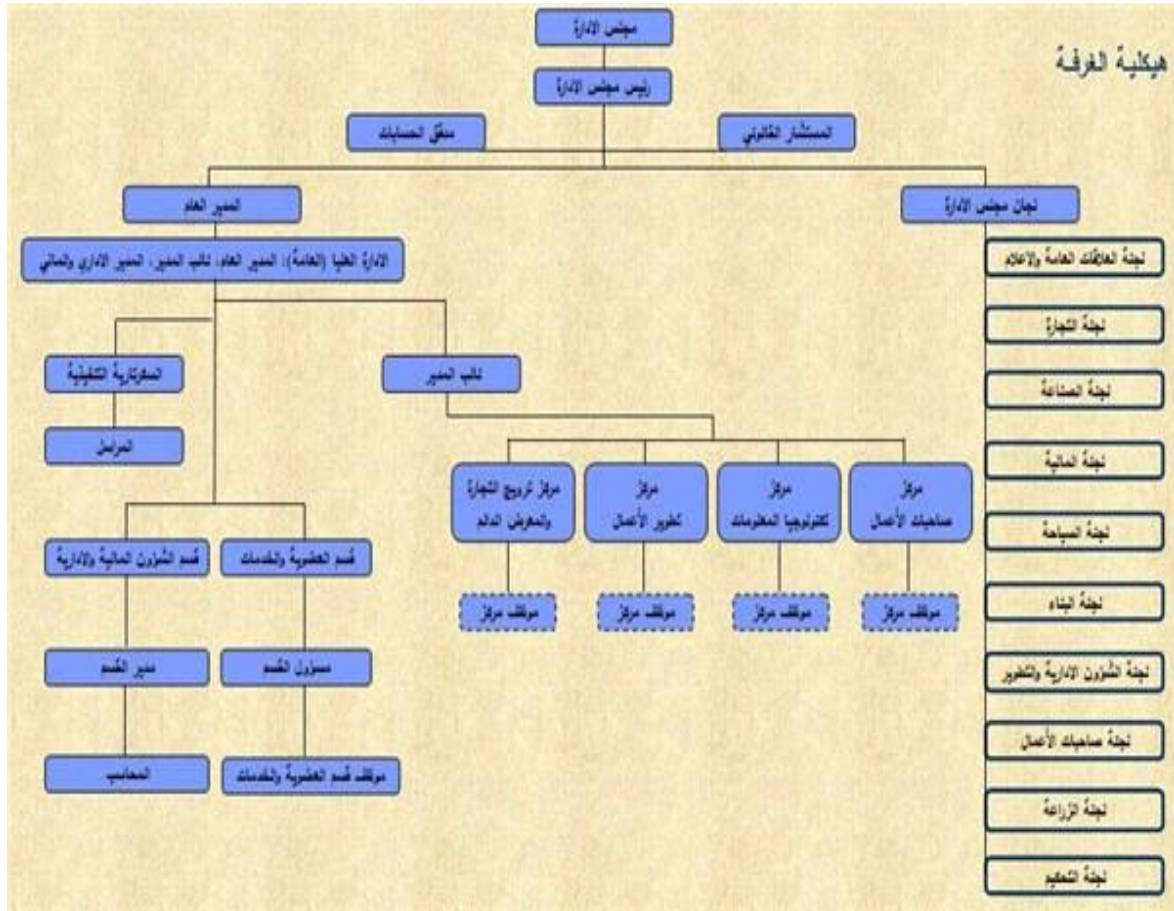 هيكلية الغرفة
مجلس الادارة
رئيس مجلس الادارة
المستشار القانوني
مدقق الحسابات
لجان مجلس الادارة
المدير العام
لجنة العلاقات العامة والاعلام
لجنة التجارة
لجنة الصناعة
لجنة المالية
لجنة السياحة
لجنة البناء
لجنة الشؤون الادارية والتطوير
لجنة صاحبات الأعمال
لجنة الزراعة
لجنة التحكيم
الادارة العليا (العامة): المدير العام، نائب المدير، المدير الاداري والمالي
نائب المدير
السكرتارية التنفيذية
المراسل
مركز
صاحبات الأعمال
مركز
تكنولوجيا المعلومات
مركز
تطوير الأعمال
مركز ترويج التجارة
والمعرض الدائم
موظف مركز
موظف مركز
موظف مركز
موظف مركز
قسم العضوية والخدمات
قسم الشؤون المالية والادارية
مسؤول القسم
مدير القسم
موظف قسم العضوية والخدمات
المحاسب